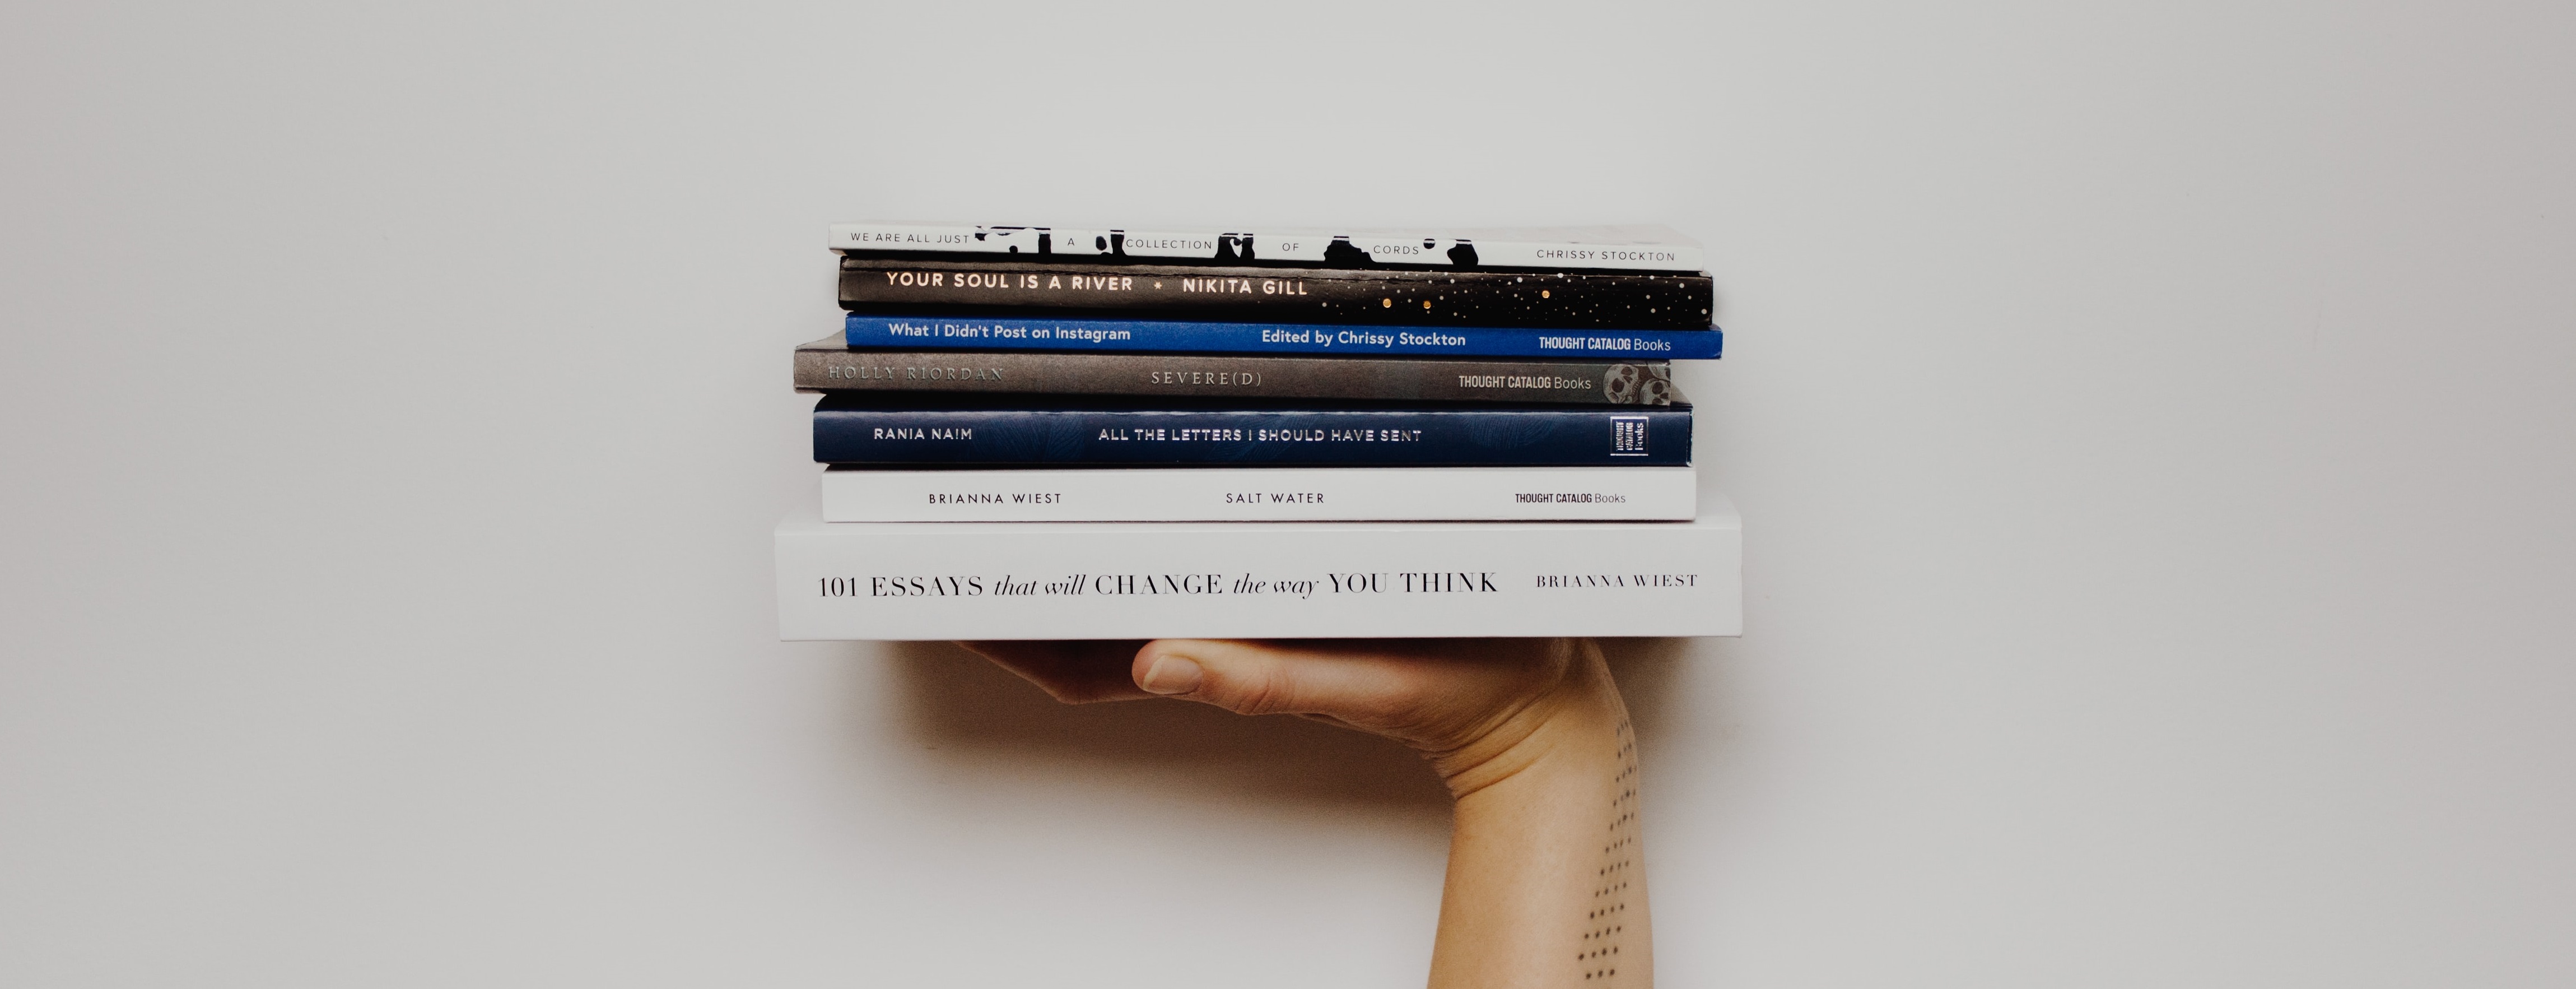 WE ARE ALL JUST A COLLECTION OF CORDS CHRISSY STOCKTON
YOUR SOUL IS A RIVER * NIKITA GILL
What I Didn't Post on Instagram Edited by Chrissy Stockton THOUGHT CATALOG Books
HOLLY RIORDAN SEVERE(D) THOUGHT CATALOG Books
RANIA NAIM ALL THE LETTERS I SHOULD HAVE SENT THOUGHT CATALOG Books
BRIANNA WIEST SALT WATER THOUGHT CATALOG Books
101 ESSAYS that will CHANGE the way YOU THINK BRIANNA WIEST